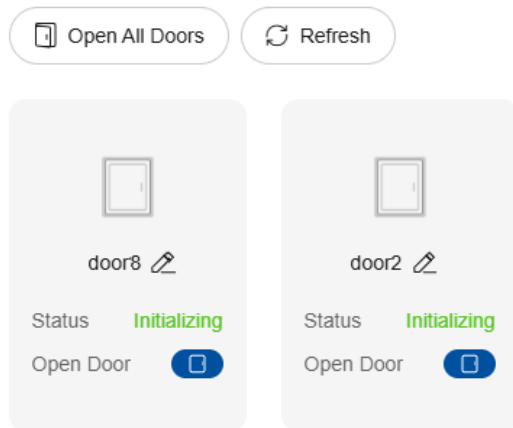 Open All Doors Refresh
door8 door2
Status Initializing Status Initializing
Open Door Open Door